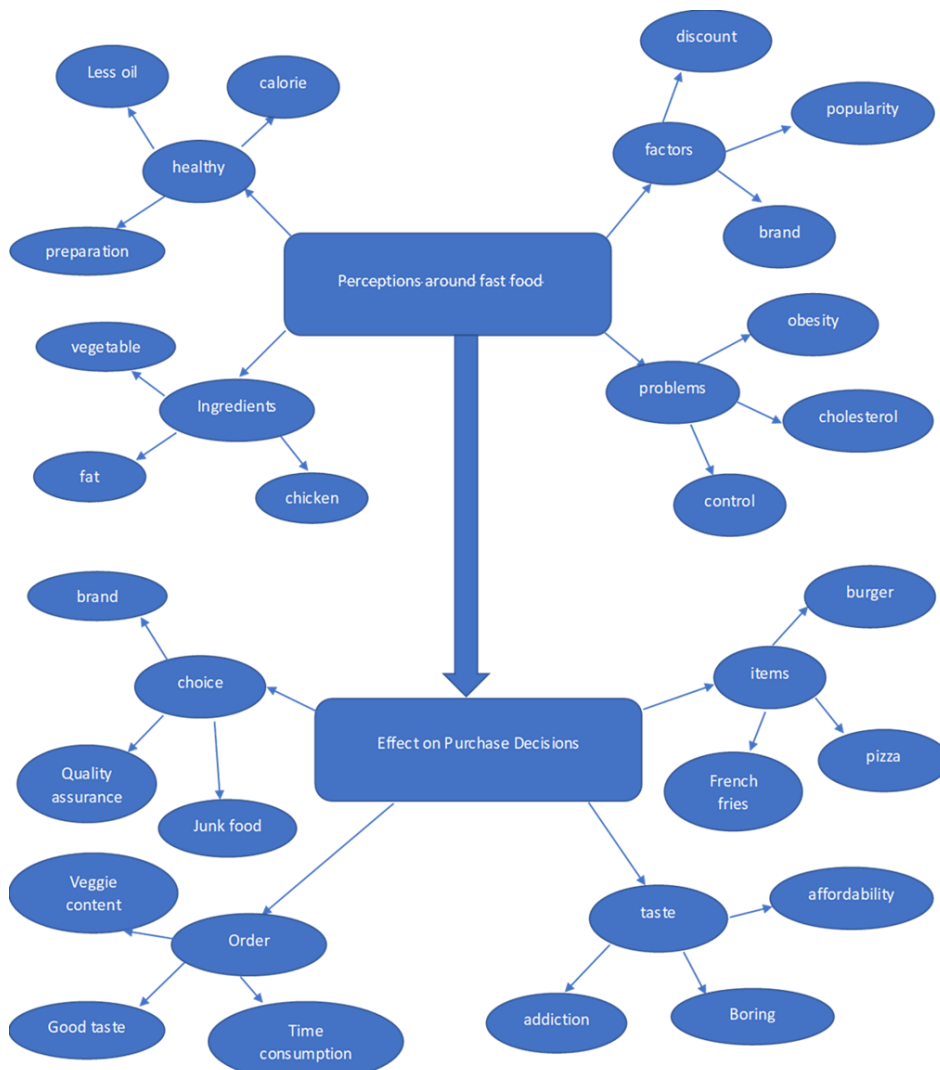 discount
Less oil
calorie
popularity
factors
healthy
brand
preparation
Perceptions around fast food
obesity
vegetable
problems
Ingredients
cholesterol
fat
chicken
control
burger
brand
items
choice
Effect on Purchase Decisions
pizza
Quality
assurance
French
fries
Junk food
Veggie
content
affordability
taste
Order
Good taste
Time
consumption
addiction
Boring